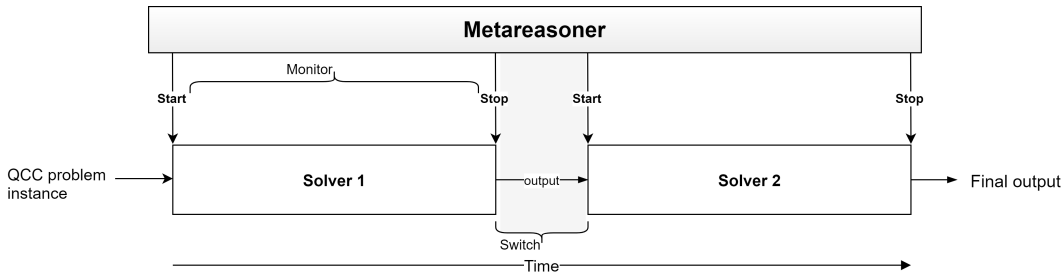 Metareasoner
Monitor
Start
Stop
Start
Stop
QCC problem
instance
Solver 1
output
Solver 2
Final output
Switch
Time